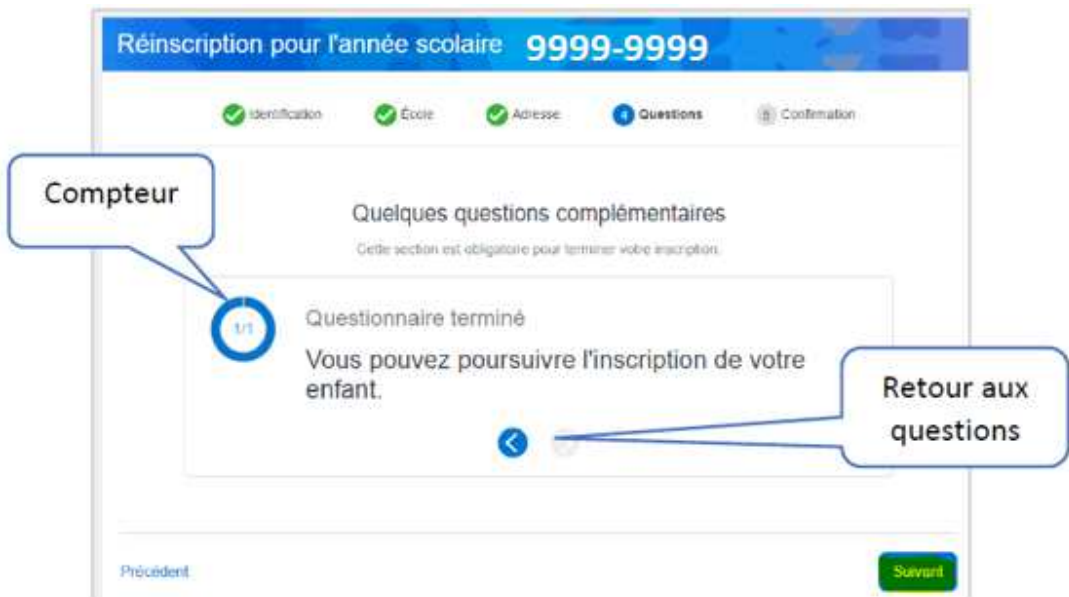 Réinscription pour l'année scolaire 9999-9999
Identification École Adresse 4 Questions 5 Confirmation
Compteur
Quelques questions complémentaires
Cette section est obligatoire pour terminer votre inscription.
1/1
Questionnaire terminé
Vous pouvez poursuivre l'inscription de votre
enfant.
Retour aux
questions
Précédent
Suivant